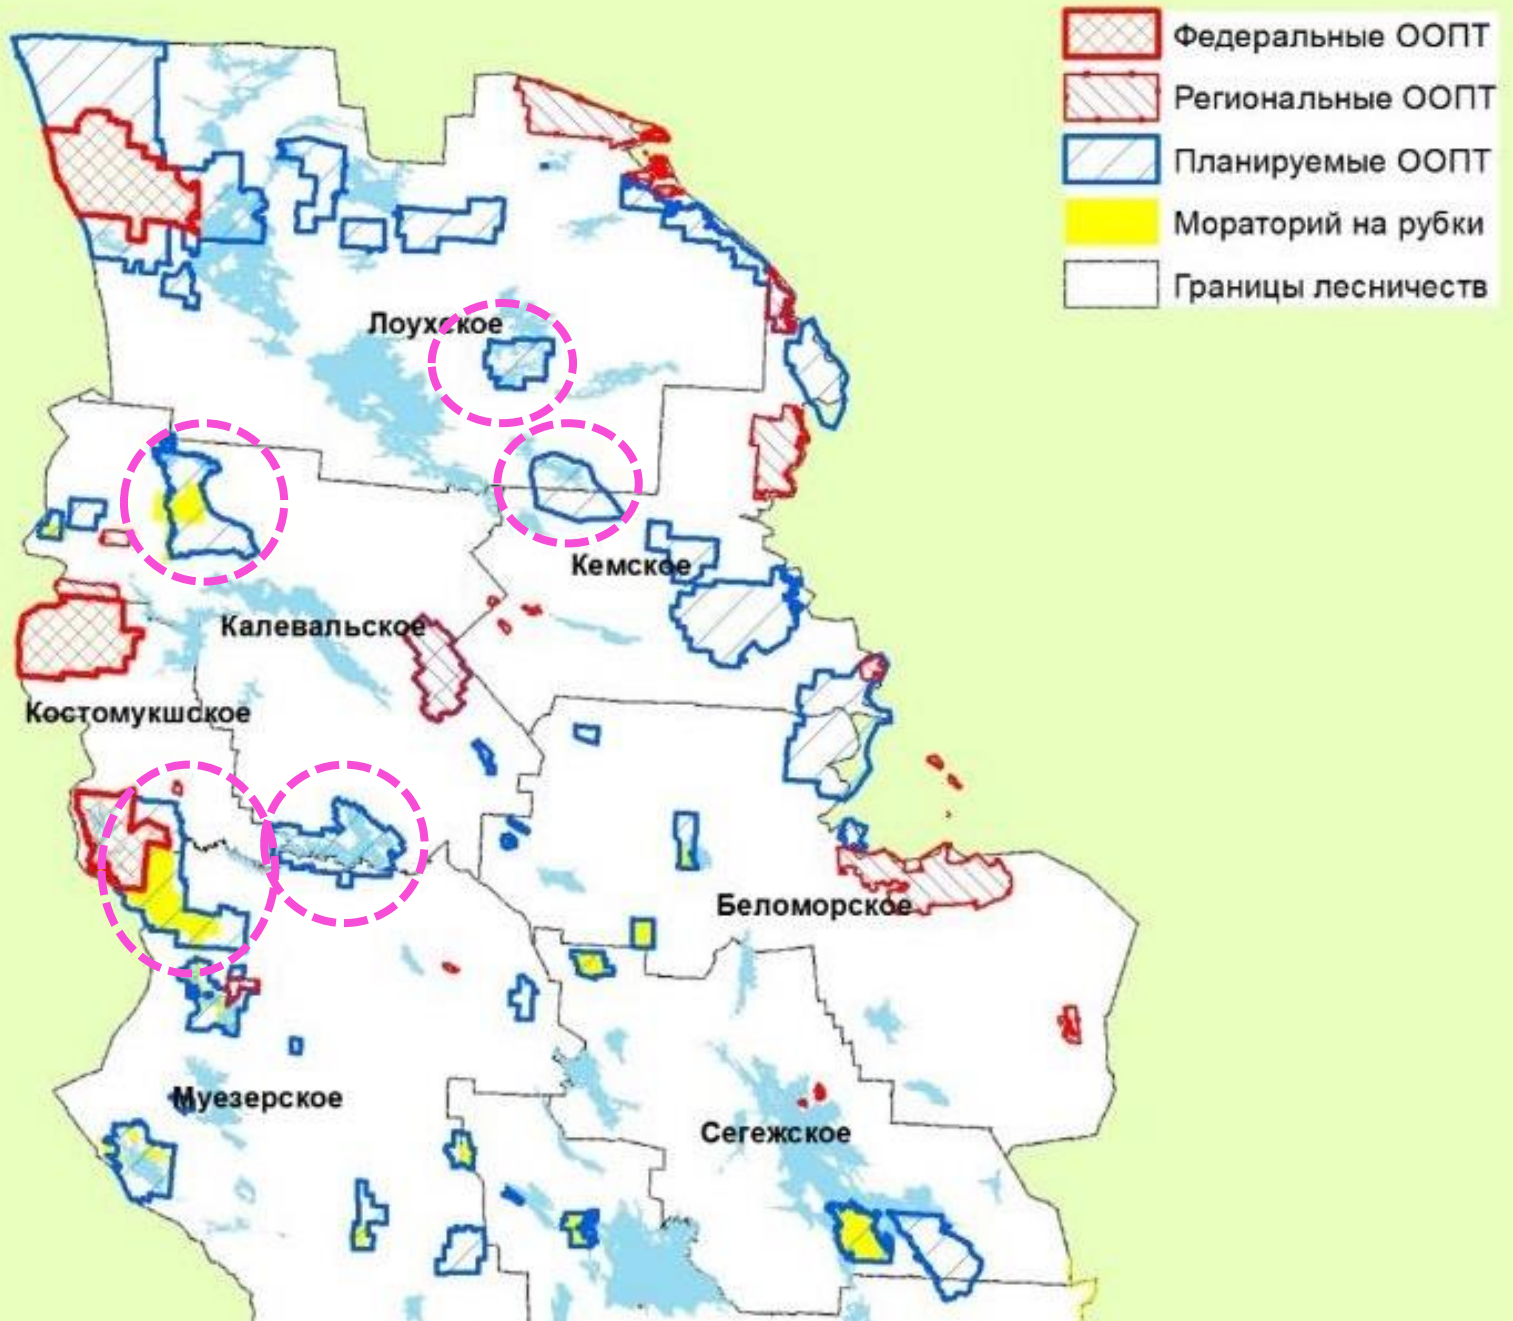 Федеральные ООПТ
Региональные ООПТ
Планируемые ООПТ
Мораторий на рубки
Границы лесничеств
Лоухское
Кемское
Калевальское
Костомукшское
Беломорское
Муезерское
Сегежское